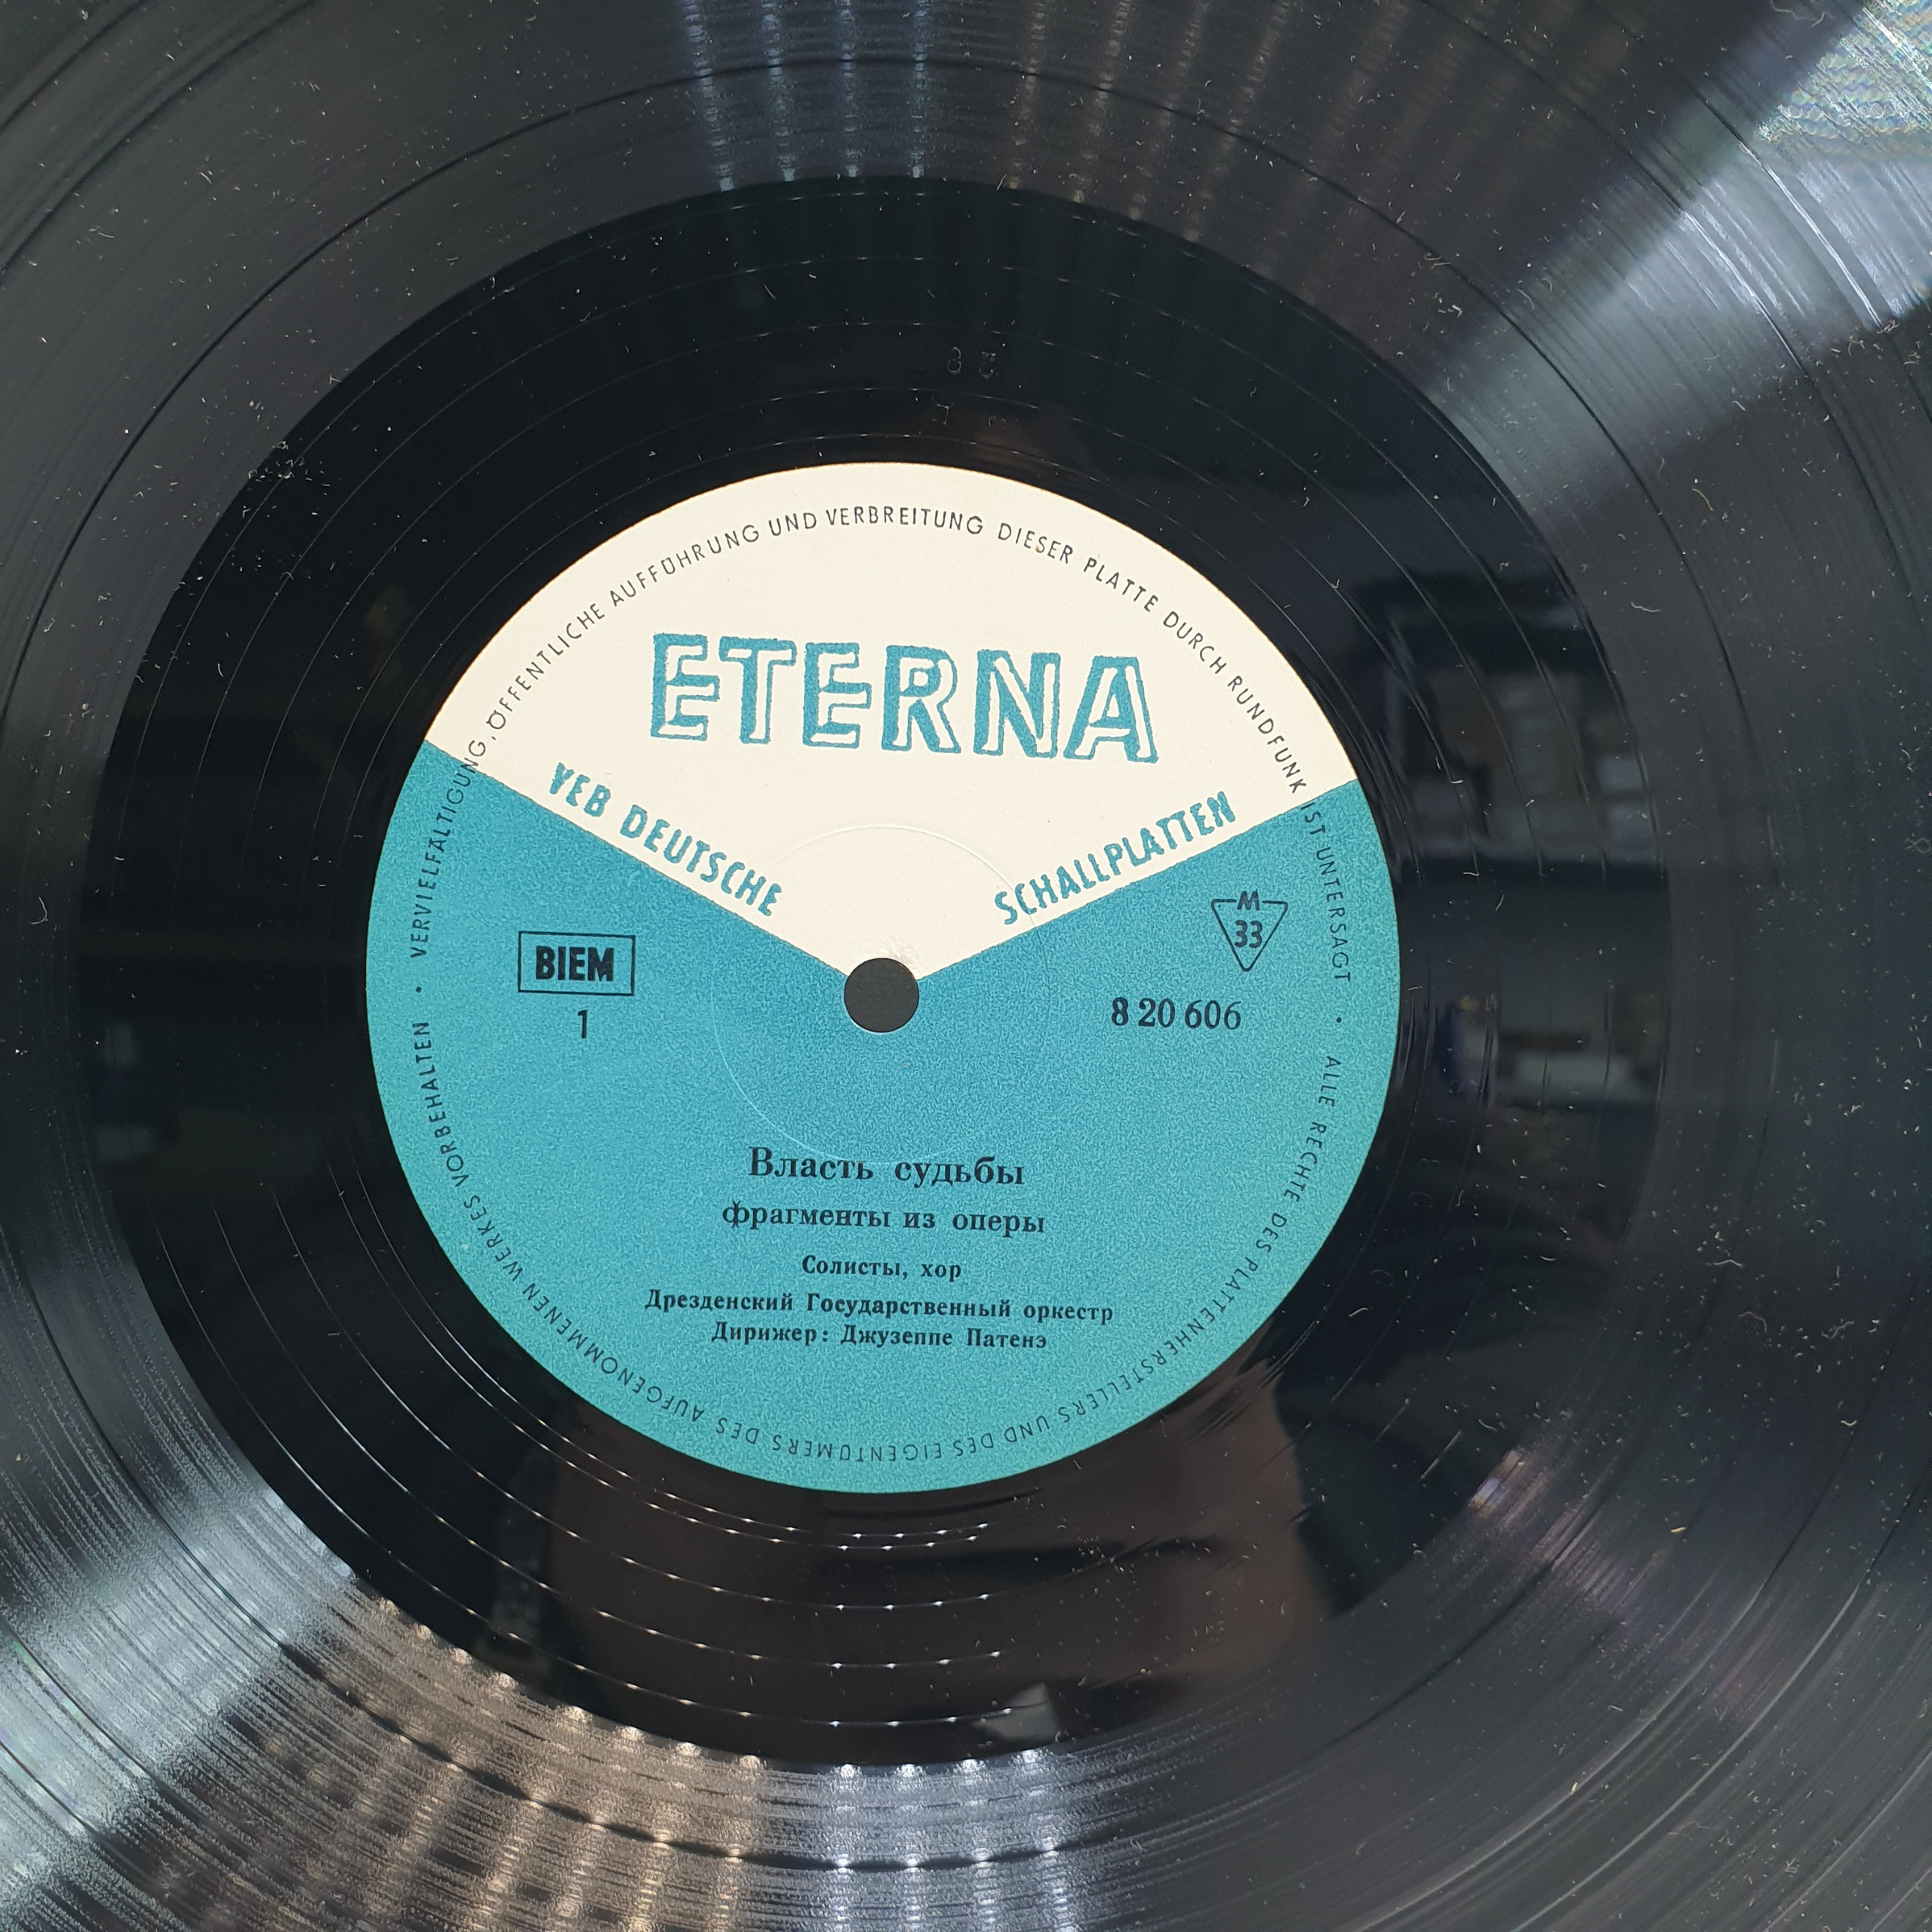 VERVIELFÄLTIGUNG, ÖFFENTLICHE AUFFÜHRUNG UND VERBREITUNG DIESER PLATTE DURCH RUNDFUNK IST UNTERSAGT · ALLE RECHTE DES PLATTENHERSTELLERS UND DES EIGENTÜMERS DES AUFGENOMMENEN WERKES VORBEHALTEN ·
ETERNA
VEB DEUTSCHE SCHALLPLATTEN
M
33
BIEM
1
8 20 606
Власть судьбы
фрагменты из оперы
Солисты, хор
Дрезденский Государственный оркестр
Дирижер: Джузеппе Патенэ